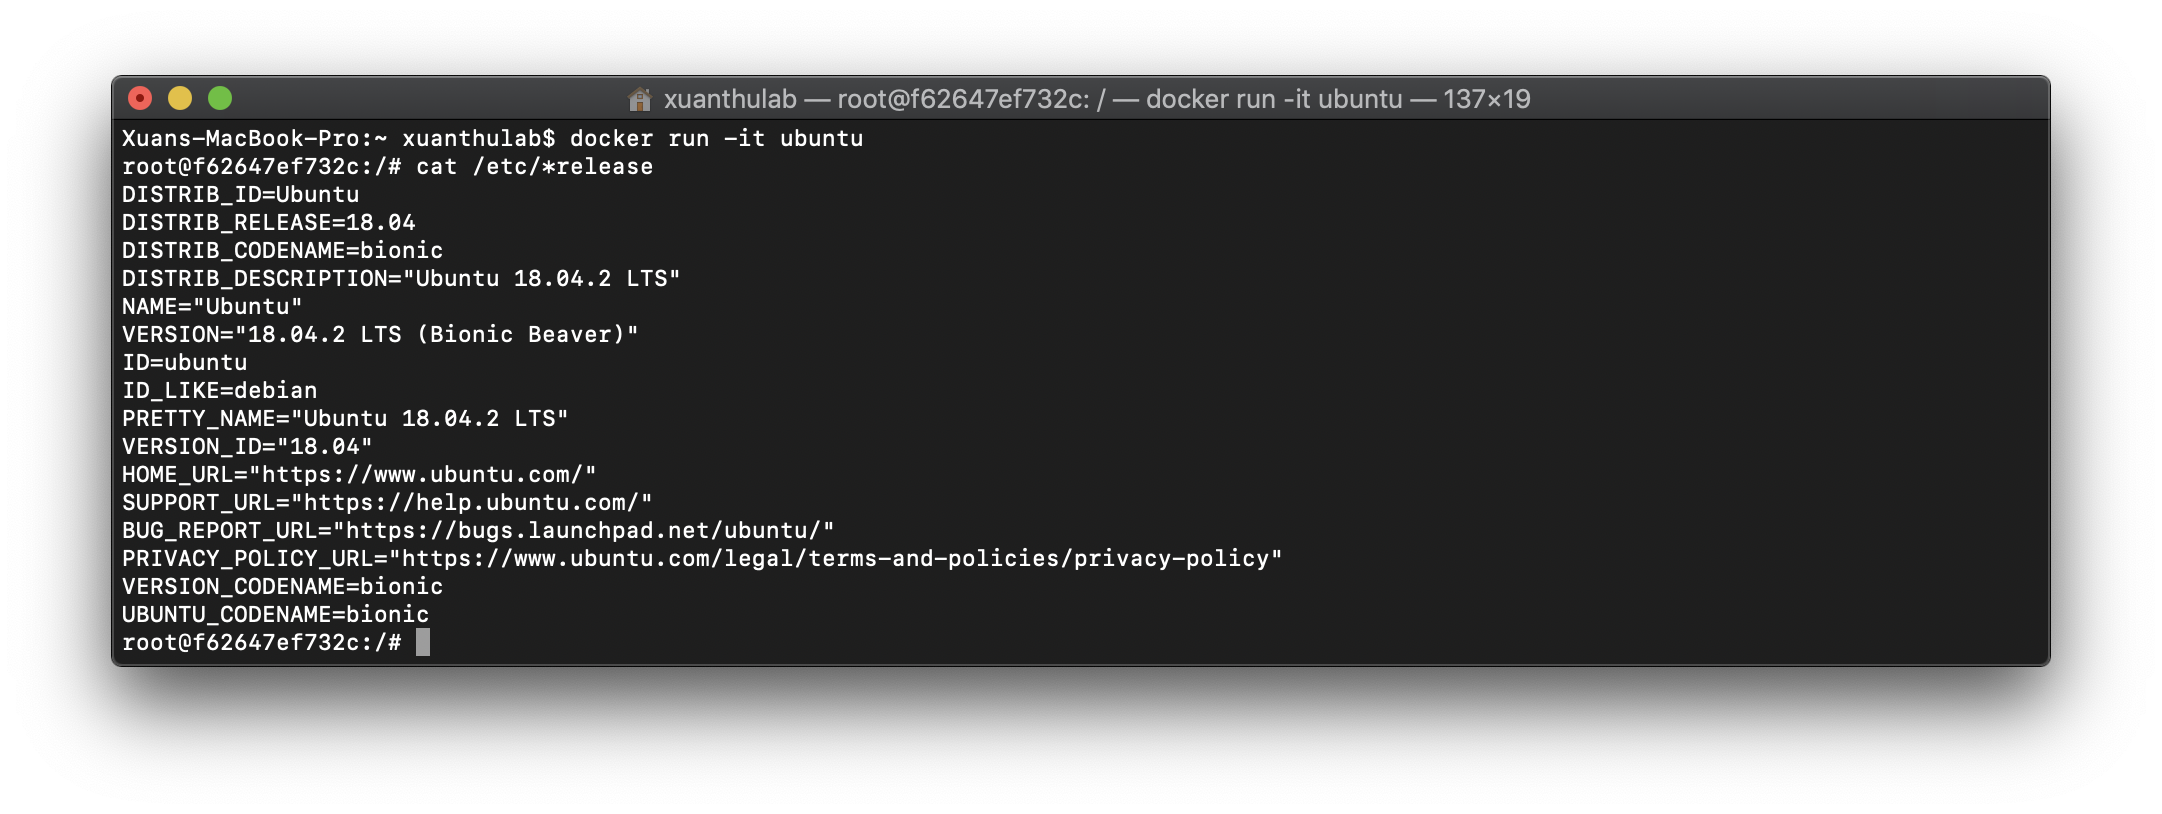 xuanthulab — root@f62647ef732c: / — docker run -it ubuntu — 137×19
Xuans-MacBook-Pro:~ xuanthulab$ docker run -it ubuntu
root@f62647ef732c:/# cat /etc/*release
DISTRIB_ID=Ubuntu
DISTRIB_RELEASE=18.04
DISTRIB_CODENAME=bionic
DISTRIB_DESCRIPTION="Ubuntu 18.04.2 LTS"
NAME="Ubuntu"
VERSION="18.04.2 LTS (Bionic Beaver)"
ID=ubuntu
ID_LIKE=debian
PRETTY_NAME="Ubuntu 18.04.2 LTS"
VERSION_ID="18.04"
HOME_URL="https://www.ubuntu.com/"
SUPPORT_URL="https://help.ubuntu.com/"
BUG_REPORT_URL="https://bugs.launchpad.net/ubuntu/"
PRIVACY_POLICY_URL="https://www.ubuntu.com/legal/terms-and-policies/privacy-policy"
VERSION_CODENAME=bionic
UBUNTU_CODENAME=bionic
root@f62647ef732c:/#